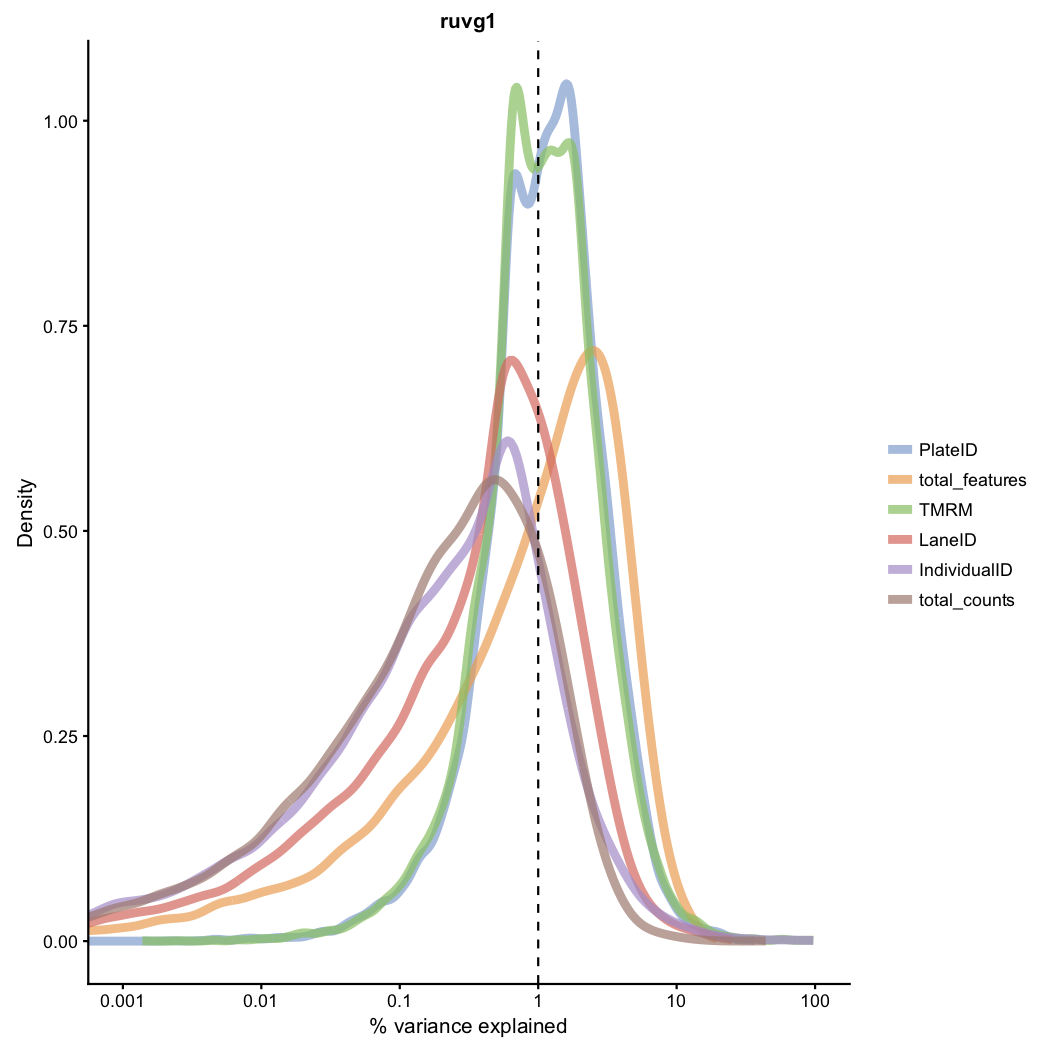 ruvg1
1.00
0.75
0.50
0.25
0.00
Density
0.001 0.01 0.1 1 10 100
% variance explained
PlateID
total_features
TMRM
LaneID
IndividualID
total_counts